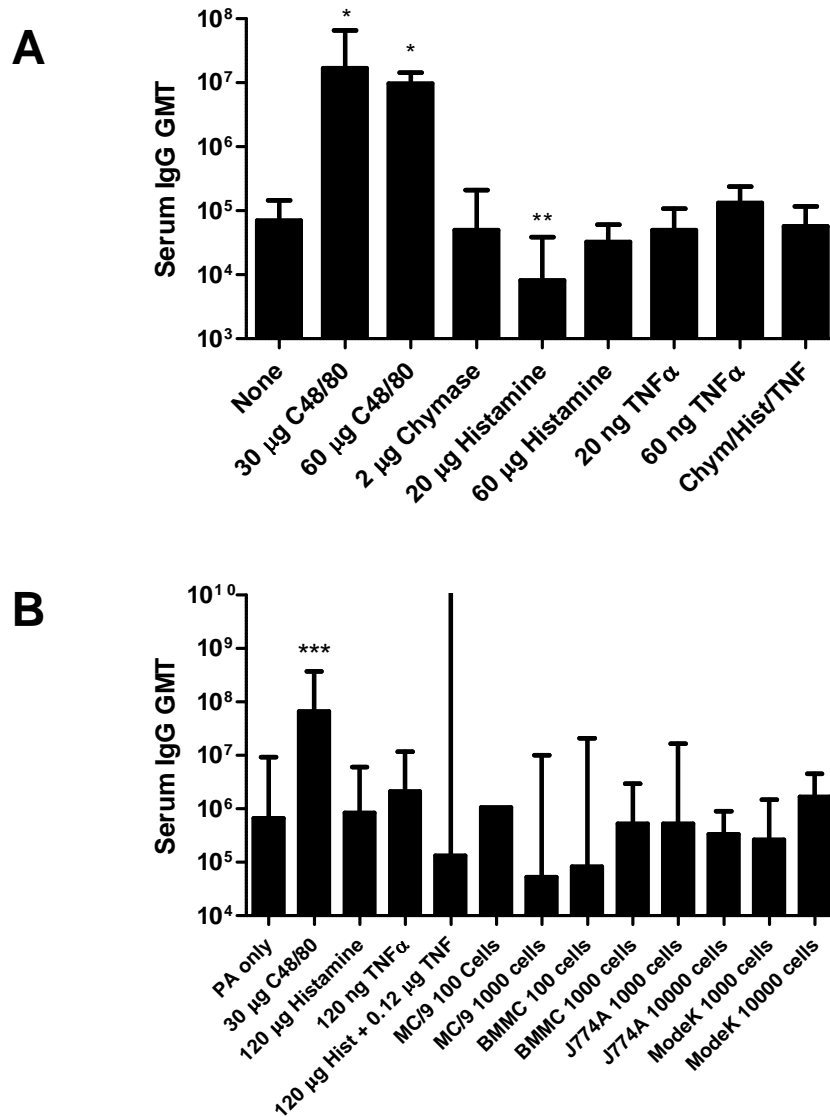 A
Serum IgG GMT
10⁸
10⁷
10⁶
10⁵
10⁴
10³
*
*
**
None
30 µg C48/80
60 µg C48/80
2 µg Chymase
20 µg Histamine
60 µg Histamine
20 ng TNFα
60 ng TNFα
Chym/Hist/TNF
B
Serum IgG GMT
10¹⁰
10⁹
10⁸
10⁷
10⁶
10⁵
10⁴
***
PA only
30 µg C48/80
120 µg Histamine
120 ng TNFα
120 µg Hist + 0.12 µg TNF
MC/9 100 Cells
MC/9 1000 cells
BMMC 100 cells
BMMC 1000 cells
J774A 1000 cells
J774A 10000 cells
ModeK 1000 cells
ModeK 10000 cells